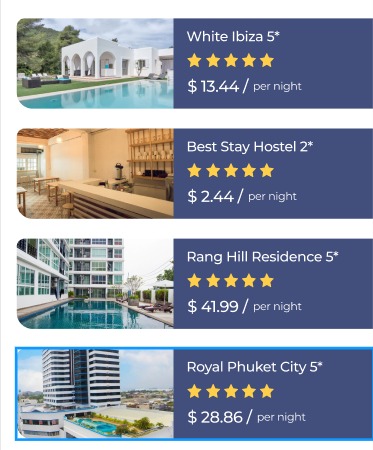 White Ibiza 5*
$ 13.44 / per night
Best Stay Hostel 2*
$ 2.44 / per night
Rang Hill Residence 5*
$ 41.99 / per night
Royal Phuket City 5*
$ 28.86 / per night